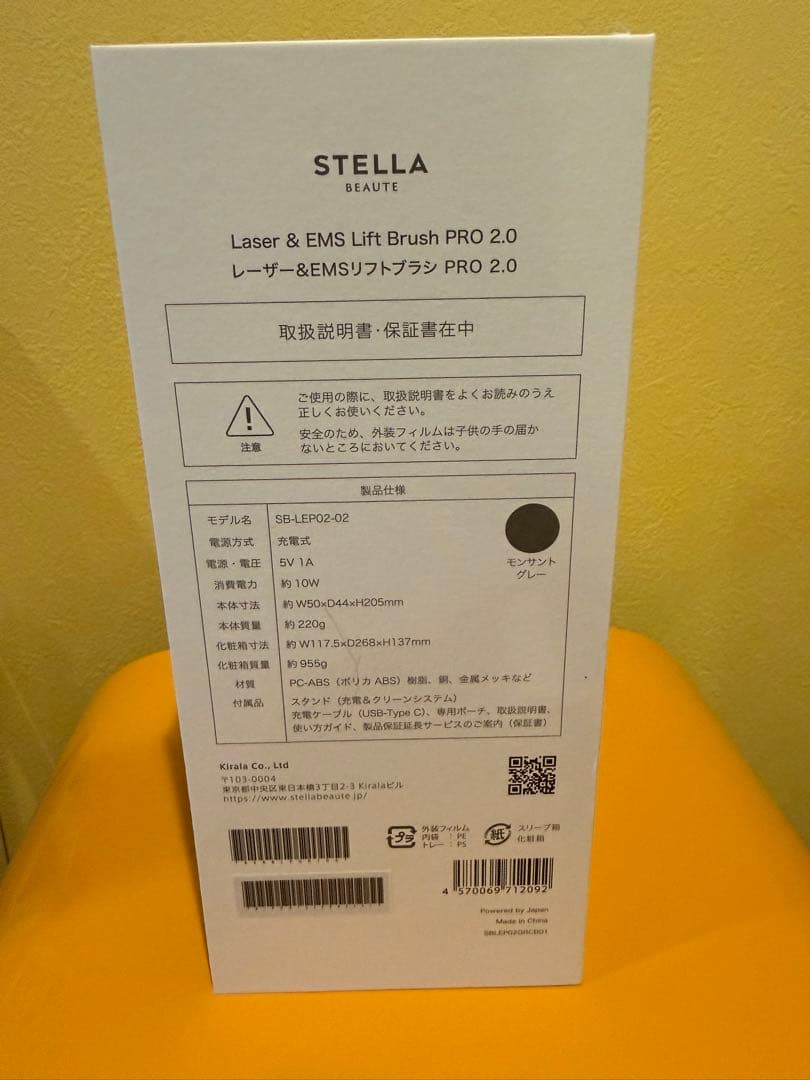 STELLA
BEAUTE
Laser & EMS Lift Brush PRO 2.0
レーザー&EMSリフトブラシ PRO 2.0
取扱説明書・保証書在中
注意
ご使用の際に、取扱説明書をよくお読みのうえ
正しくお使いください。
安全のため、外装フィルムは子供の手の届か
ないところにおいてください。
製品仕様
モデル名 SB-LEP02-02
電源方式 充電式
電源・電圧 5V 1A
消費電力 約 10W
本体寸法 約 W50×D44×H205mm
本体質量 約 220g
化粧箱寸法 約 W117.5×D268×H137mm
化粧箱質量 約 955g
材質 PC-ABS（ポリカ ABS）樹脂、銅、金属メッキなど
付属品 スタンド（充電&クリーンシステム）
充電ケーブル（USB-Type C）、専用ポーチ、取扱説明書、
使い方ガイド、製品保証延長サービスのご案内（保証書）
モンサント
グレー
Kirala Co., Ltd
〒103-0004
東京都中央区東日本橋3丁目2-3 Kiralaビル
https://www.stellabeaute.jp/
プラ
外装フィルム
内袋 : PE
トレー : PS
紙
スリーブ箱
化粧箱
4 570069 712092
Powered by Japan
Made in China